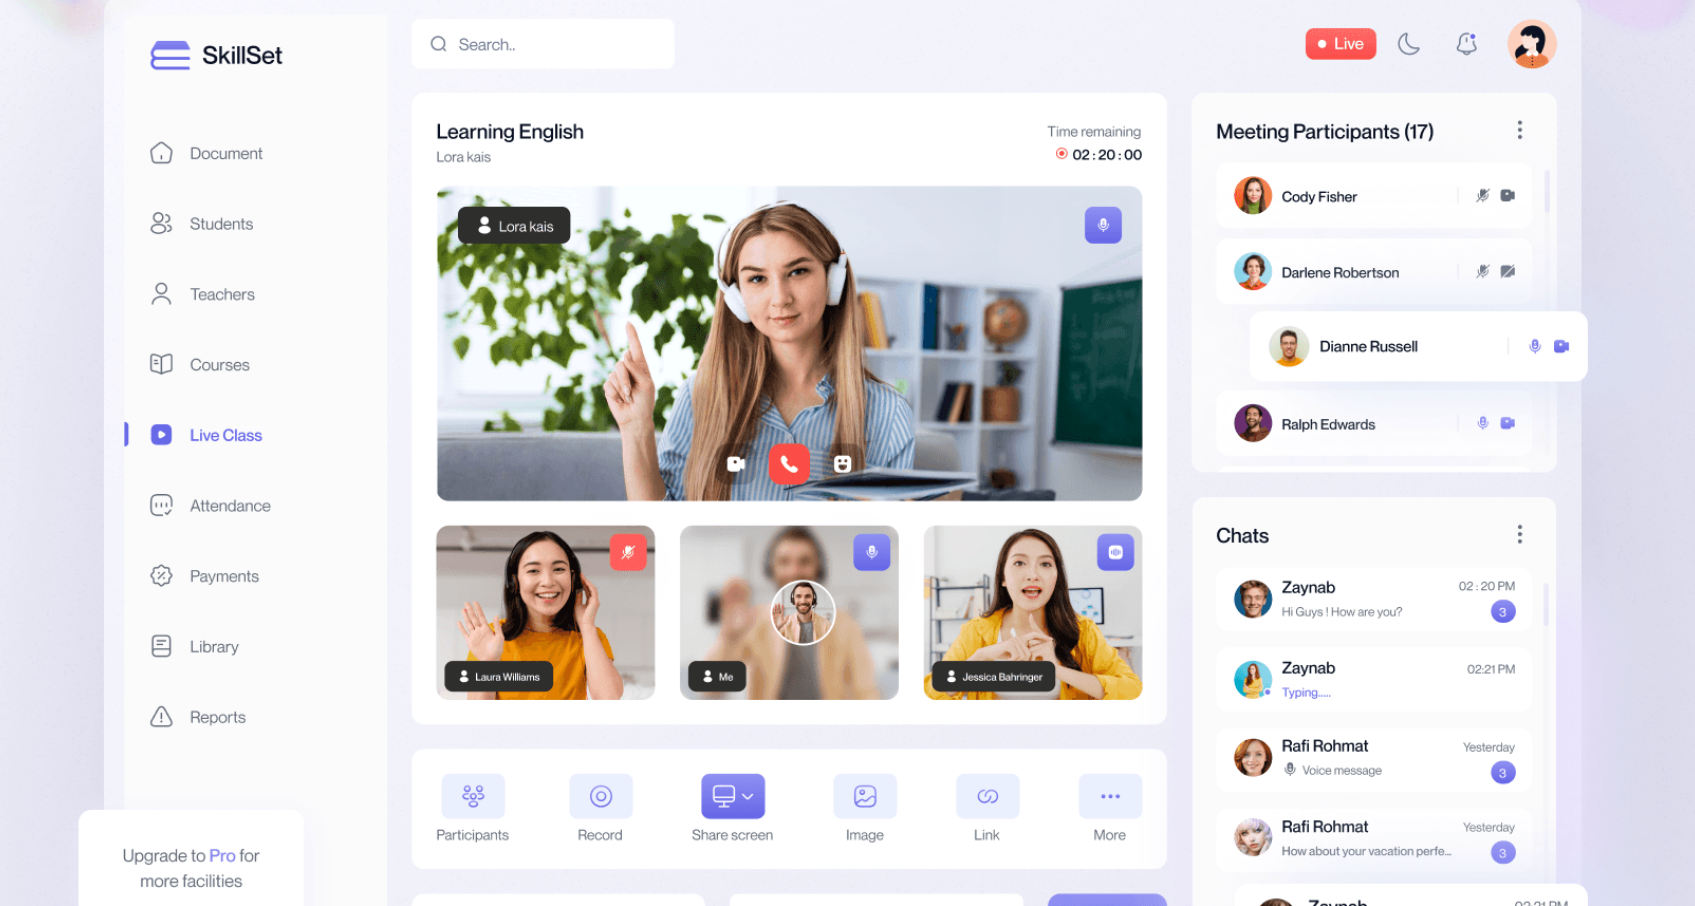 SkillSet
Search..
Live
Document
Students
Teachers
Courses
Live Class
Attendance
Payments
Library
Reports
Upgrade to Pro for
more facilities
Learning English
Lora kais
Time remaining
02 : 20 : 00
Lora kais
Laura Williams
Me
Jessica Bahringer
Participants
Record
Share screen
Image
Link
More
Meeting Participants (17)
Cody Fisher
Darlene Robertson
Dianne Russell
Ralph Edwards
Chats
Zaynab
02 : 20 PM
Hi Guys ! How are you?
3
Zaynab
02:21 PM
Typing.....
Rafi Rohmat
Yesterday
Voice message
3
Rafi Rohmat
Yesterday
How about your vacation perfe...
3
Zaynab
02:21 PM